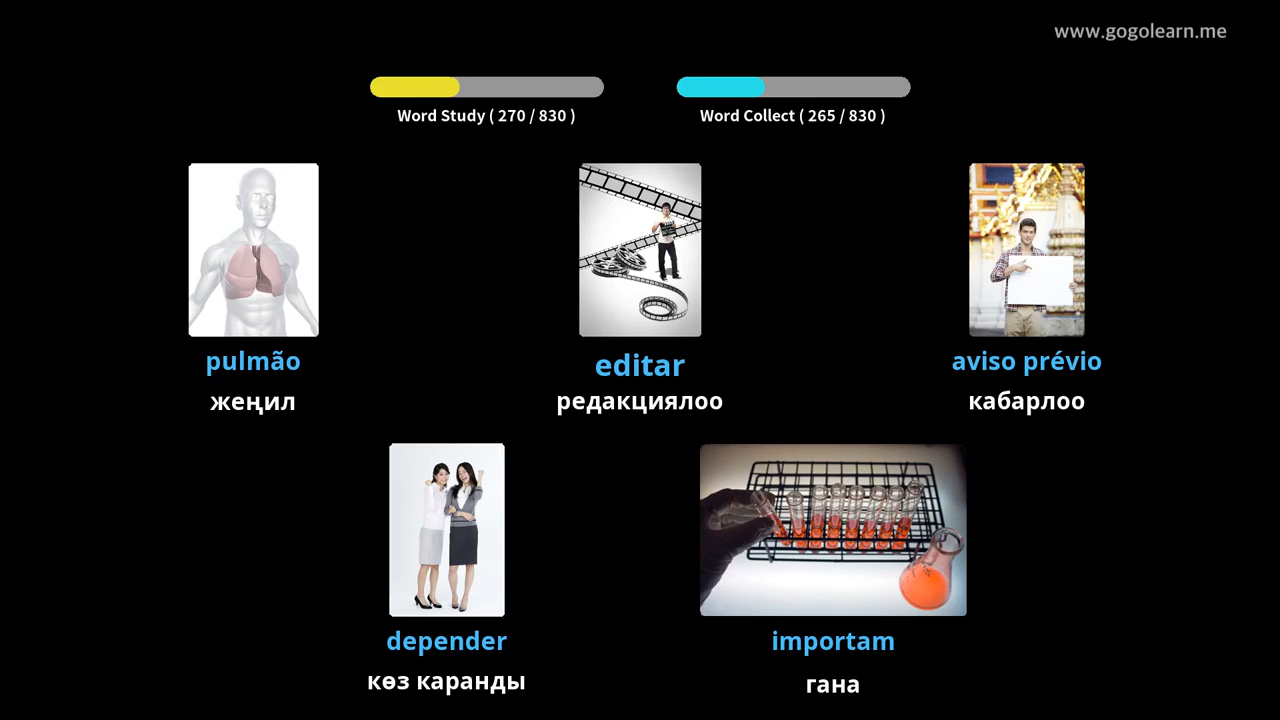 www.gogolearn.me
Word Study ( 270 / 830 )
Word Collect ( 265 / 830 )
pulmão
жеңил
editar
редакциялоо
aviso prévio
кабарлоо
depender
көз каранды
importam
гана